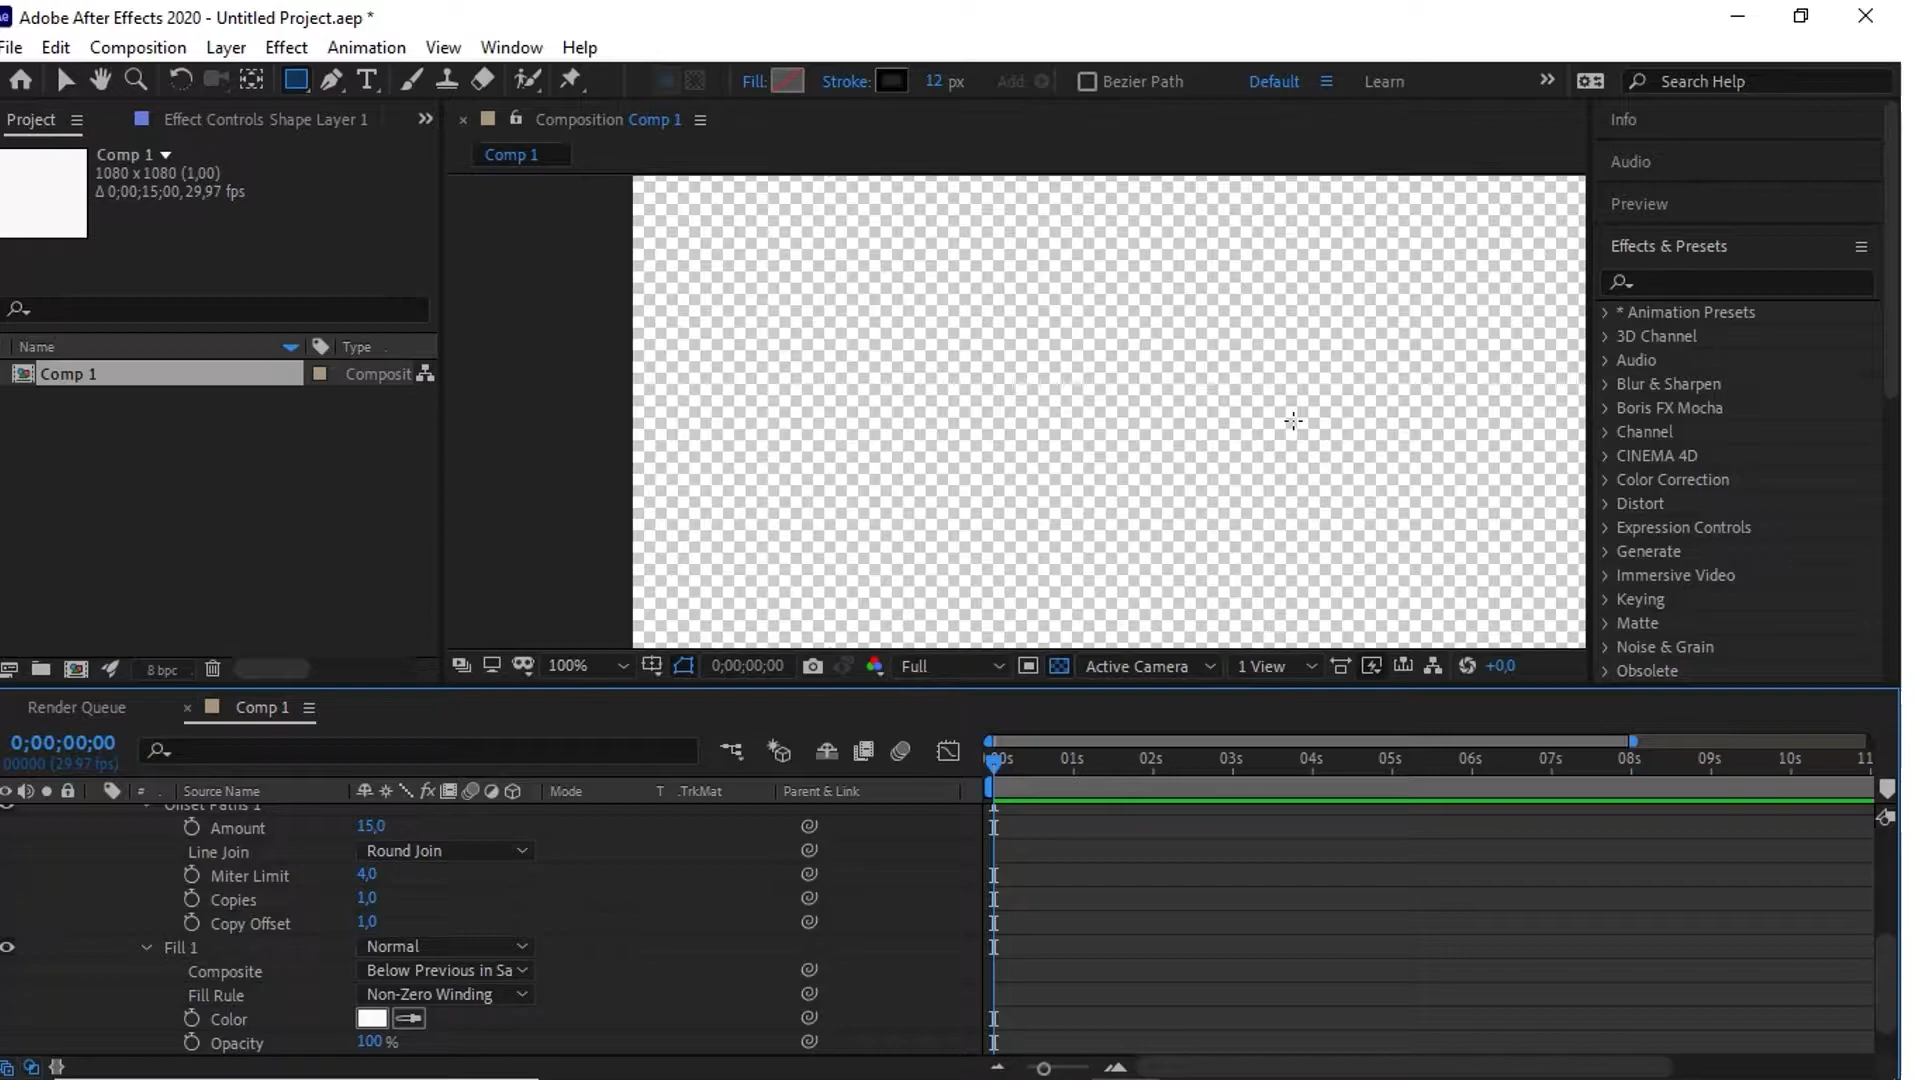 Adobe After Effects 2020 - Untitled Project.aep *
File Edit Composition Layer Effect Animation View Window Help
Fill: Stroke: 12 px Add: Bezier Path Default Learn Search Help
Project Effect Controls Shape Layer 1
Composition Comp 1
Comp 1
Comp 1
1080 x 1080 (1,00)
Δ 0;00;15;00, 29,97 fps
Name Type
Comp 1 Composit
8 bpc
100% 0;00;00;00 Full Active Camera 1 View +0,0
Info
Audio
Preview
Effects & Presets
* Animation Presets
3D Channel
Audio
Blur & Sharpen
Boris FX Mocha
Channel
CINEMA 4D
Color Correction
Distort
Expression Controls
Generate
Immersive Video
Keying
Matte
Noise & Grain
Obsolete
Render Queue Comp 1
0;00;00;00
00000 (29.97 fps)
01s 02s 03s 04s 05s 06s 07s 08s 09s 10s 11
# Source Name fx Mode T .TrkMat Parent & Link
Offset Paths 1
Amount 15,0
Line Join Round Join
Miter Limit 4,0
Copies 1,0
Copy Offset 1,0
Fill 1 Normal
Composite Below Previous in Sa
Fill Rule Non-Zero Winding
Color
Opacity 100 %